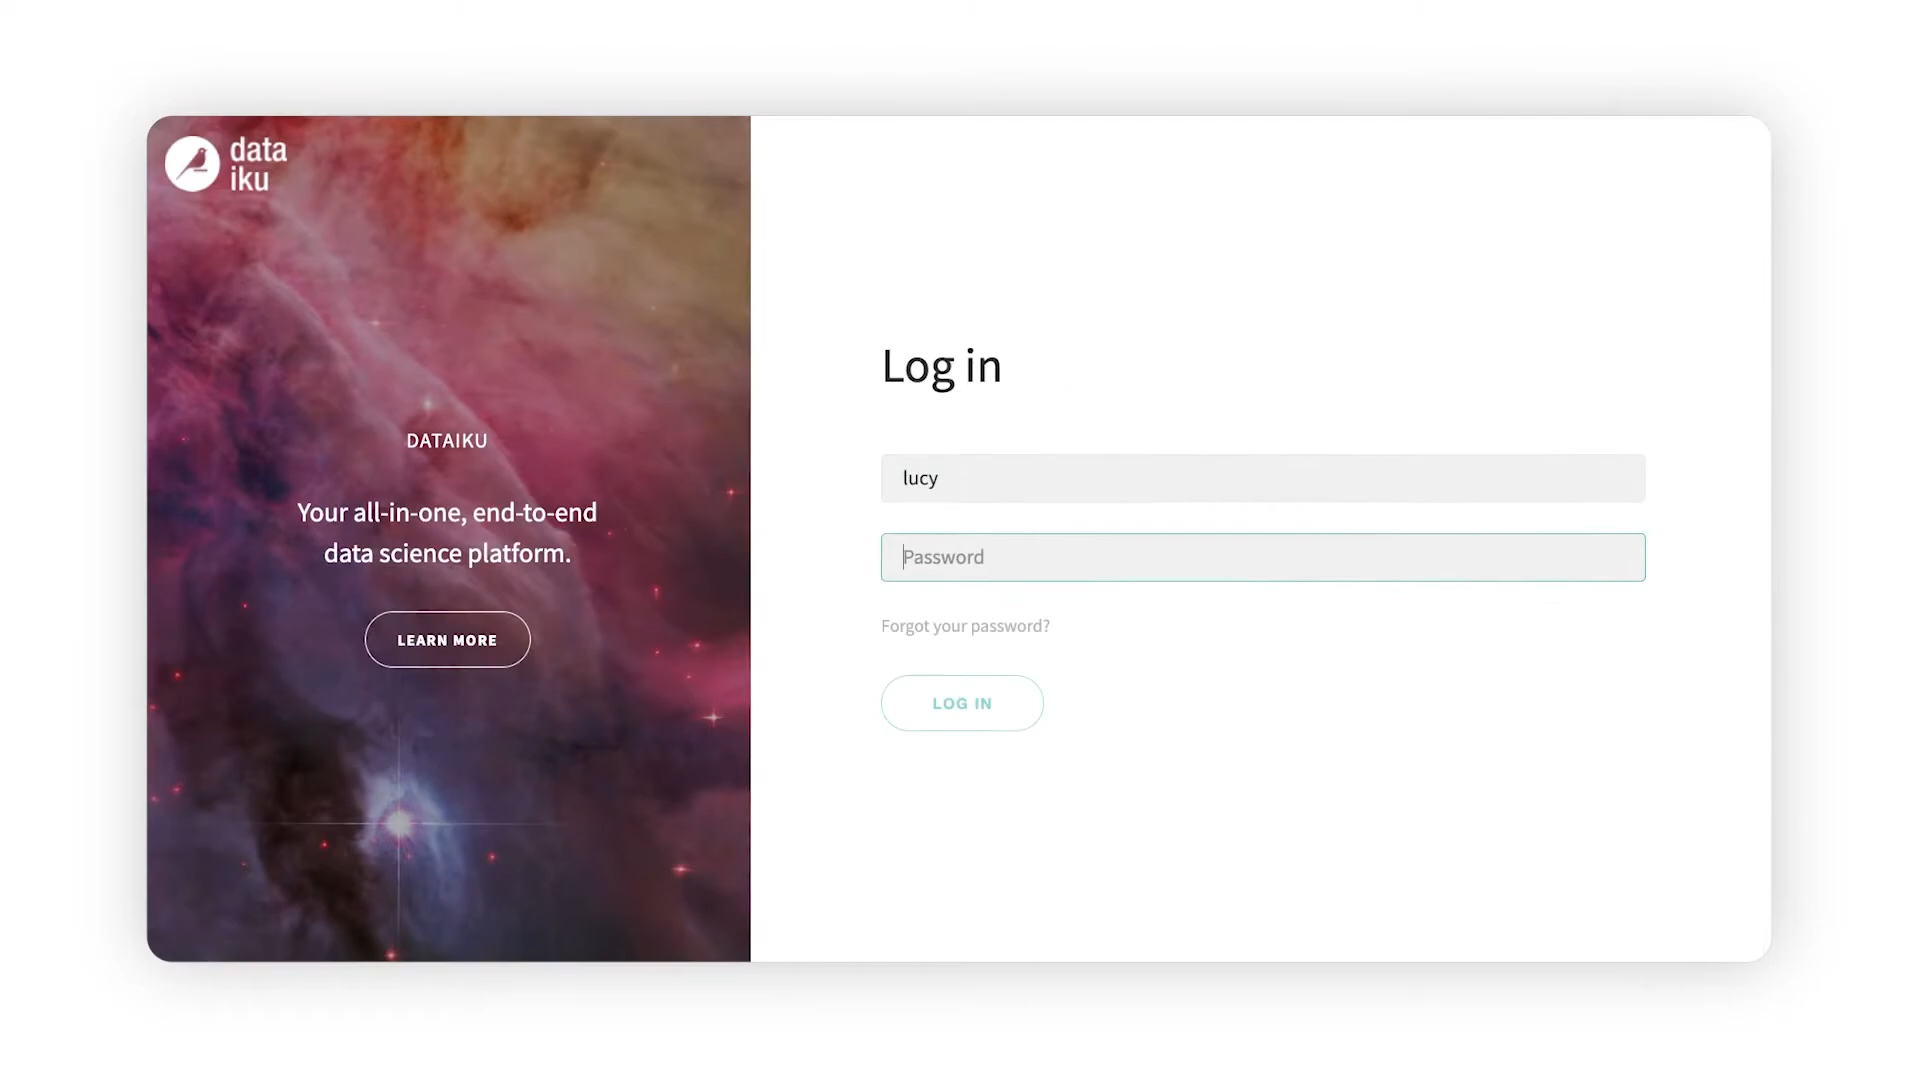 data
iku
DATAIKU
Your all-in-one, end-to-end
data science platform.
LEARN MORE
Log in
lucy
Password
Forgot your password?
LOG IN